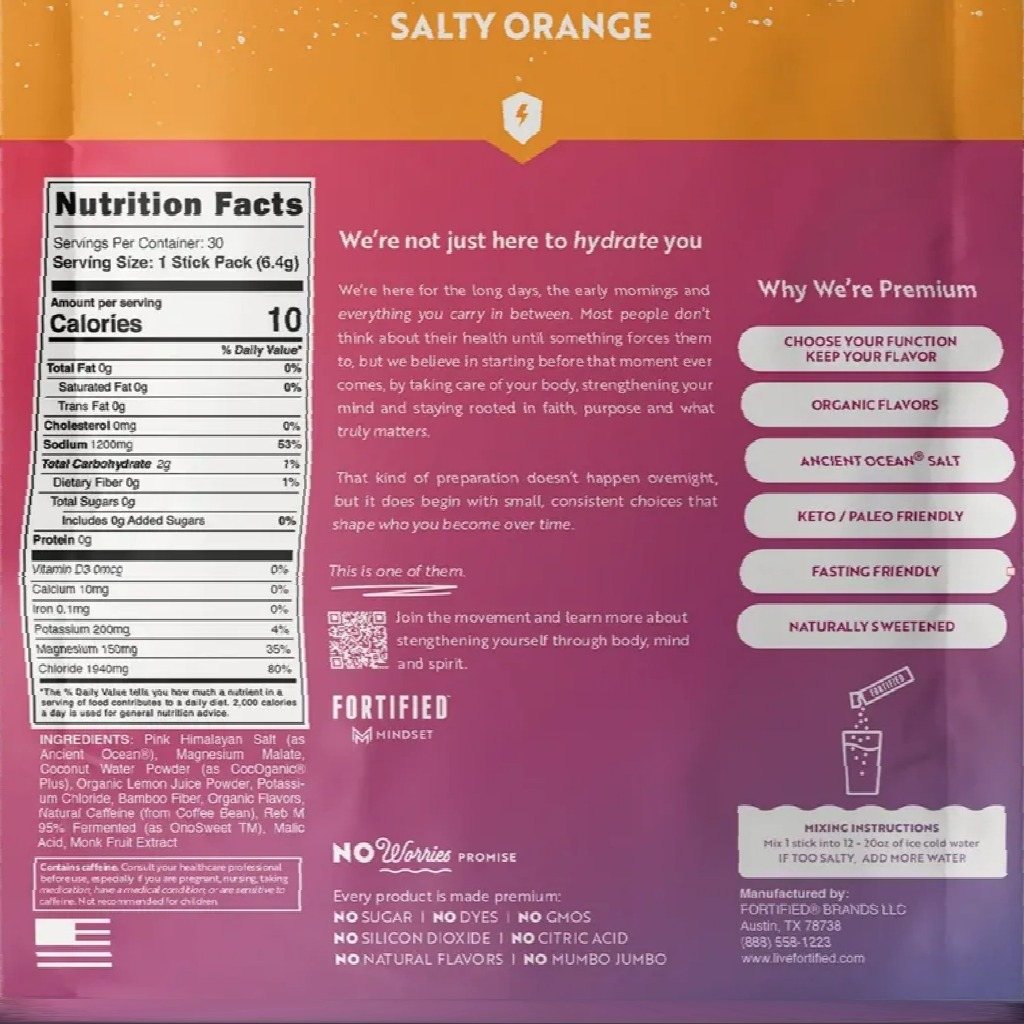 SALTY ORANGE
Nutrition Facts
Servings Per Container: 30
Serving Size: 1 Stick Pack (6.4g)
Amount per serving
Calories 10
% Daily Value*
Total Fat 0g 0%
Saturated Fat 0g 0%
Trans Fat 0g
Cholesterol 0mg 0%
Sodium 1200mg 53%
Total Carbohydrate 2g 1%
Dietary Fiber 0g 1%
Total Sugars 0g
Includes 0g Added Sugars 0%
Protein 0g
Vitamin D3 0mcg 0%
Calcium 10mg 0%
Iron 0.1mg 0%
Potassium 200mg 4%
Magnesium 150mg 35%
Chloride 1940mg 80%
*The % Daily Value tells you how much a nutrient in a
serving of food contributes to a daily diet. 2,000 calories
a day is used for general nutrition advice.
INGREDIENTS: Pink Himalayan Salt (as
Ancient Ocean®), Magnesium Malate,
Coconut Water Powder (as CocOganic®
Plus), Organic Lemon Juice Powder, Potassi-
um Chloride, Bamboo Fiber, Organic Flavors,
Natural Caffeine (from Coffee Bean), Reb M
95% Fermented (as OnoSweet TM), Malic
Acid, Monk Fruit Extract
Contains caffeine. Consult your healthcare professional
before use, especially if you are pregnant, nursing, taking
medication, have a medical condition, or are sensitive to
caffeine. Not recommended for children.
We're not just here to hydrate you
We're here for the long days, the early mornings and
everything you carry in between. Most people don't
think about their health until something forces them
to, but we believe in starting before that moment ever
comes, by taking care of your body, strengthening your
mind and staying rooted in faith, purpose and what
truly matters.
That kind of preparation doesn't happen overnight,
but it does begin with small, consistent choices that
shape who you become over time.
This is one of them.
Join the movement and learn more about
stengthening yourself through body, mind
and spirit.
FORTIFIED™
MINDSET
NO Worries PROMISE
Every product is made premium:
NO SUGAR | NO DYES | NO GMOS
NO SILICON DIOXIDE | NO CITRIC ACID
NO NATURAL FLAVORS | NO MUMBO JUMBO
Why We're Premium
CHOOSE YOUR FUNCTION
KEEP YOUR FLAVOR
ORGANIC FLAVORS
ANCIENT OCEAN® SALT
KETO / PALEO FRIENDLY
FASTING FRIENDLY
NATURALLY SWEETENED
FORTIFIED
MIXING INSTRUCTIONS
Mix 1 stick into 12 - 20oz of ice cold water
IF TOO SALTY, ADD MORE WATER
Manufactured by:
FORTIFIED® BRANDS LLC
Austin, TX 78738
(888) 558-1223
www.livefortified.com